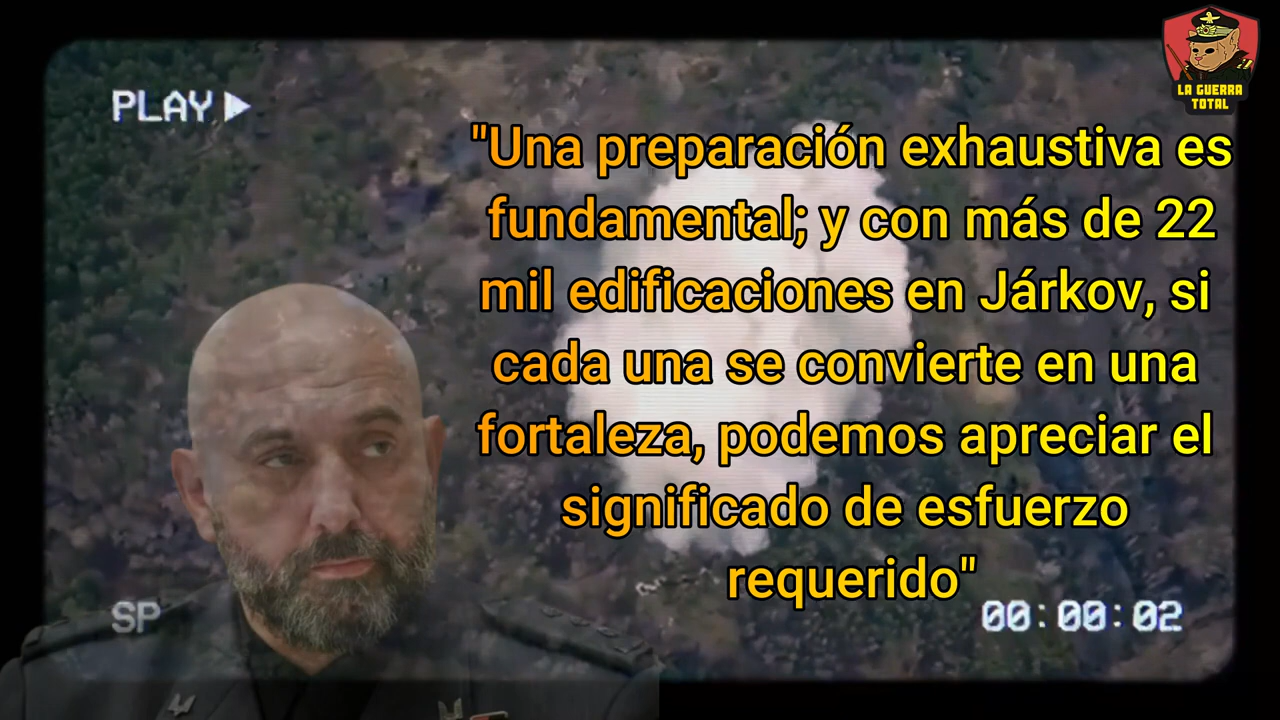 LA GUERRA
TOTAL
PLAY
"Una preparación exhaustiva es
fundamental; y con más de 22
mil edificaciones en Járkov, si
cada una se convierte en una
fortaleza, podemos apreciar el
significado de esfuerzo
requerido"
SP
00:00:02